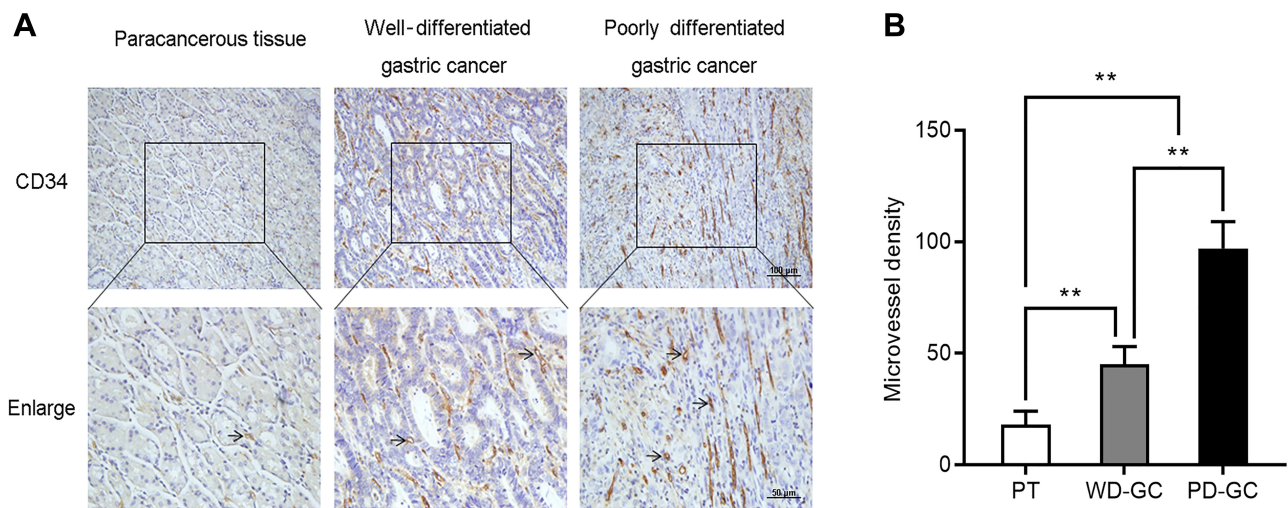 A
Paracancerous tissue
Well-differentiated
gastric cancer
Poorly differentiated
gastric cancer
CD34
100 µm
Enlarge
50 µm
B
**
**
**
Microvessel density
150
100
50
0
PT
WD-GC
PD-GC